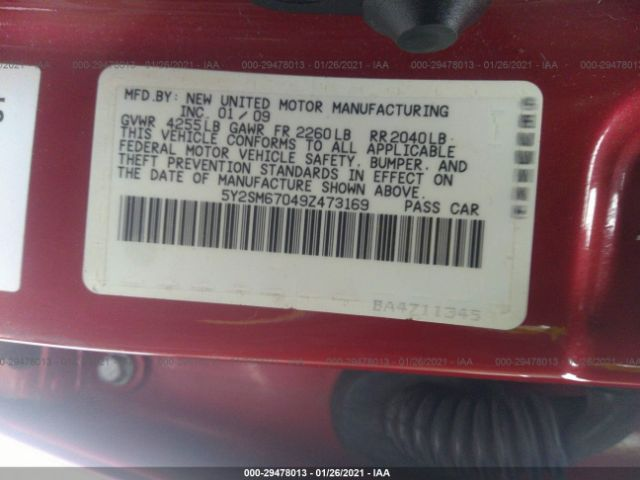 000-29478013 - 01/26/2021 - IAA
MFD.BY: NEW UNITED MOTOR MANUFACTURING
INC. 01/09
GVWR 4255LB GAWR FR 2260LB RR2040LB
THIS VEHICLE CONFORMS TO ALL APPLICABLE
FEDERAL MOTOR VEHICLE SAFETY, BUMPER, AND
THEFT PREVENTION STANDARDS IN EFFECT ON
THE DATE OF MANUFACTURE SHOWN ABOVE.
5Y2SM67049Z473169 PASS CAR
BA4711345
000-29478013 - 01/26/2021 - IAA